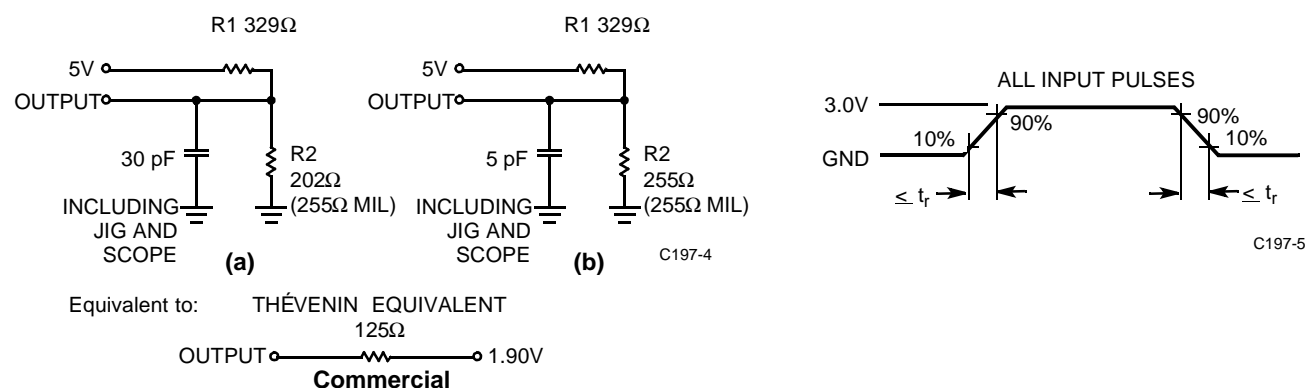 R1 329Ω
5V
OUTPUT
30 pF
R2
202Ω
(255Ω MIL)
INCLUDING
JIG AND
SCOPE
(a)
R1 329Ω
5V
OUTPUT
5 pF
R2
255Ω
(255Ω MIL)
INCLUDING
JIG AND
SCOPE
(b)
C197-4
ALL INPUT PULSES
3.0V
90%
90%
10%
10%
GND
≤ tr
≤ tr
C197-5
Equivalent to: THÉVENIN EQUIVALENT
125Ω
OUTPUT 1.90V
Commercial